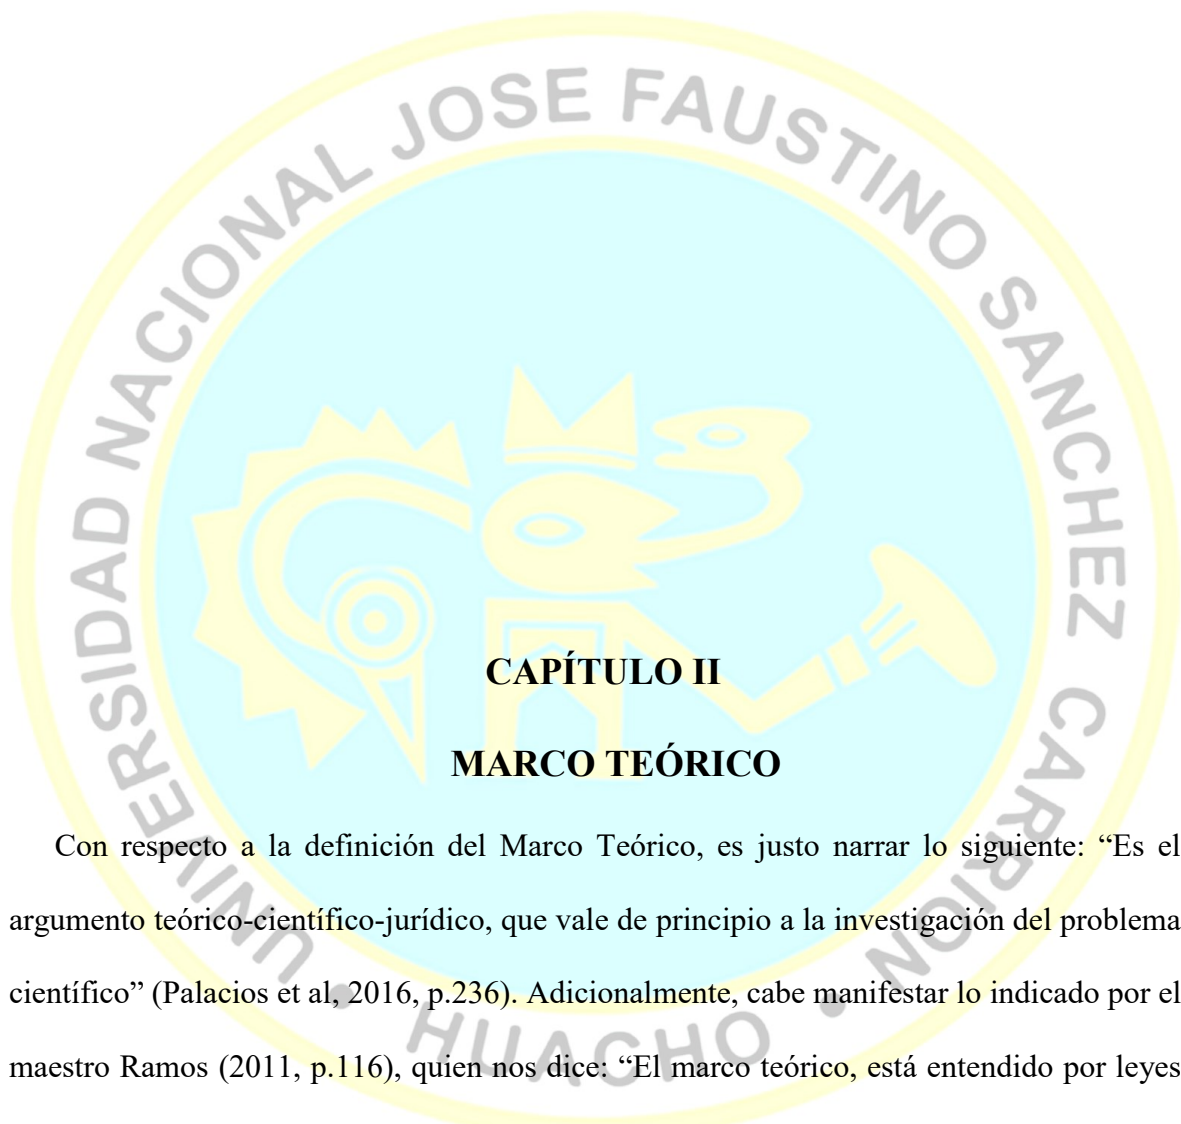 UNIVERSIDAD NACIONAL JOSE FAUSTINO SANCHEZ CARRION
• HUACHO •
CAPÍTULO II
MARCO TEÓRICO
Con respecto a la definición del Marco Teórico, es justo narrar lo siguiente: “Es el
argumento teórico-científico-jurídico, que vale de principio a la investigación del problema
científico” (Palacios et al, 2016, p.236). Adicionalmente, cabe manifestar lo indicado por el
maestro Ramos (2011, p.116), quien nos dice: “El marco teórico, está entendido por leyes